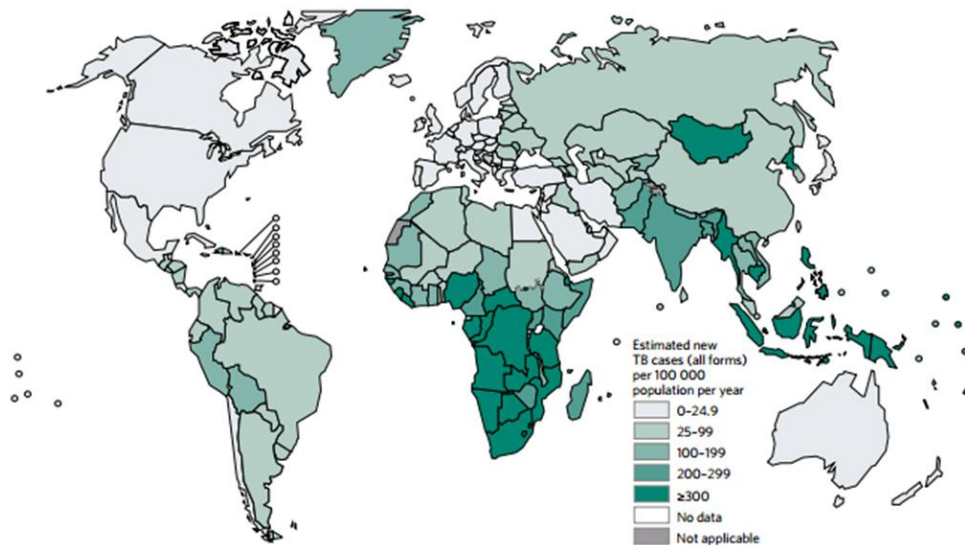 Estimated new
TB cases (all forms)
per 100 000
population per year
0–24.9
25–99
100–199
200–299
≥300
No data
Not applicable